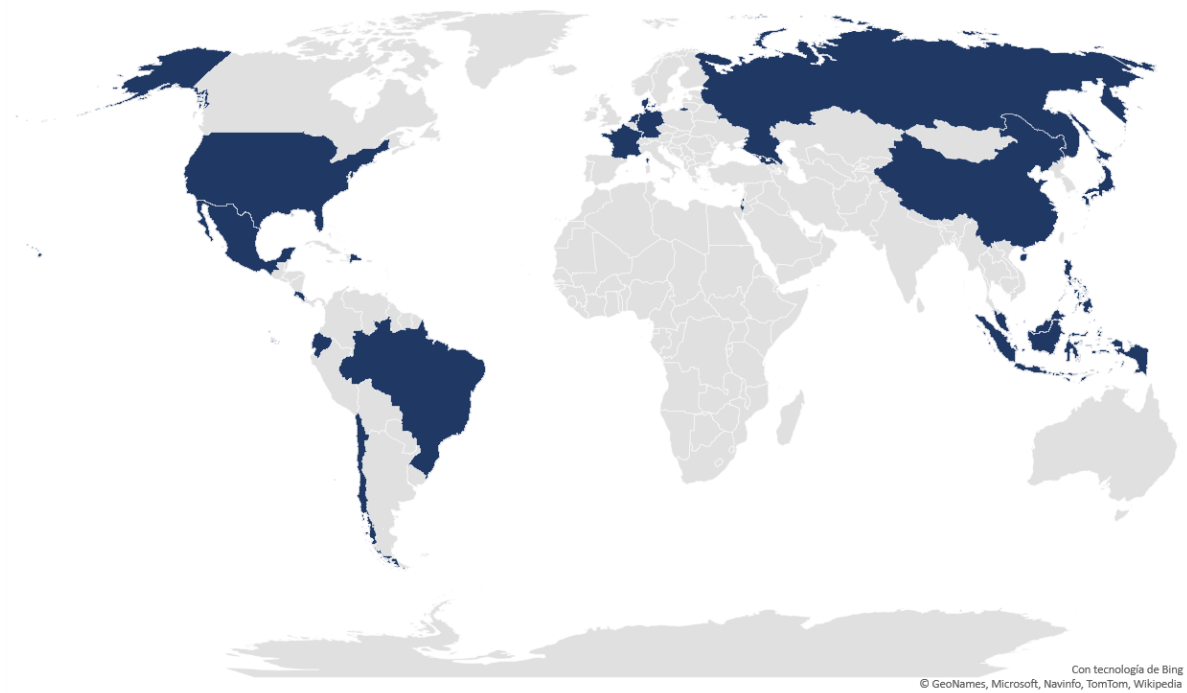 Con tecnología de Bing
© GeoNames, Microsoft, Navinfo, TomTom, Wikipedia